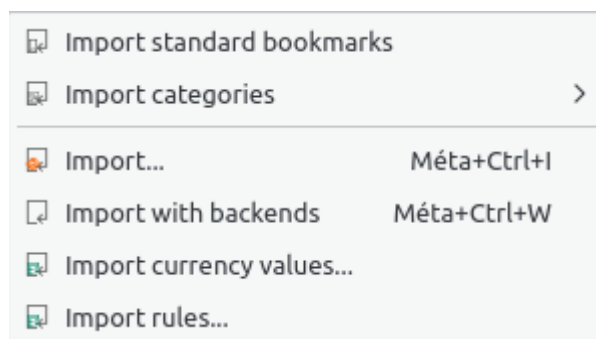 Import standard bookmarks
Import categories
Import... Méta+Ctrl+I
Import with backends Méta+Ctrl+W
Import currency values...
Import rules...